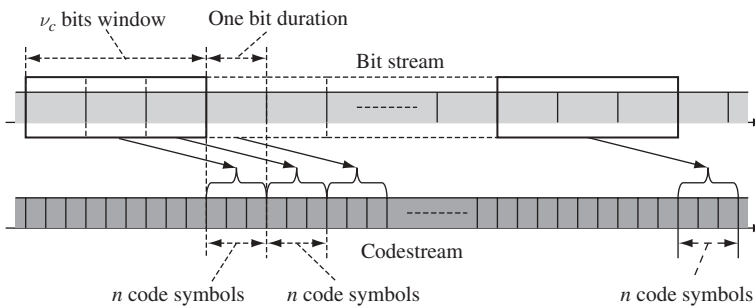 ν_c bits window
One bit duration
Bit stream
Codestream
n code symbols
n code symbols
n code symbols